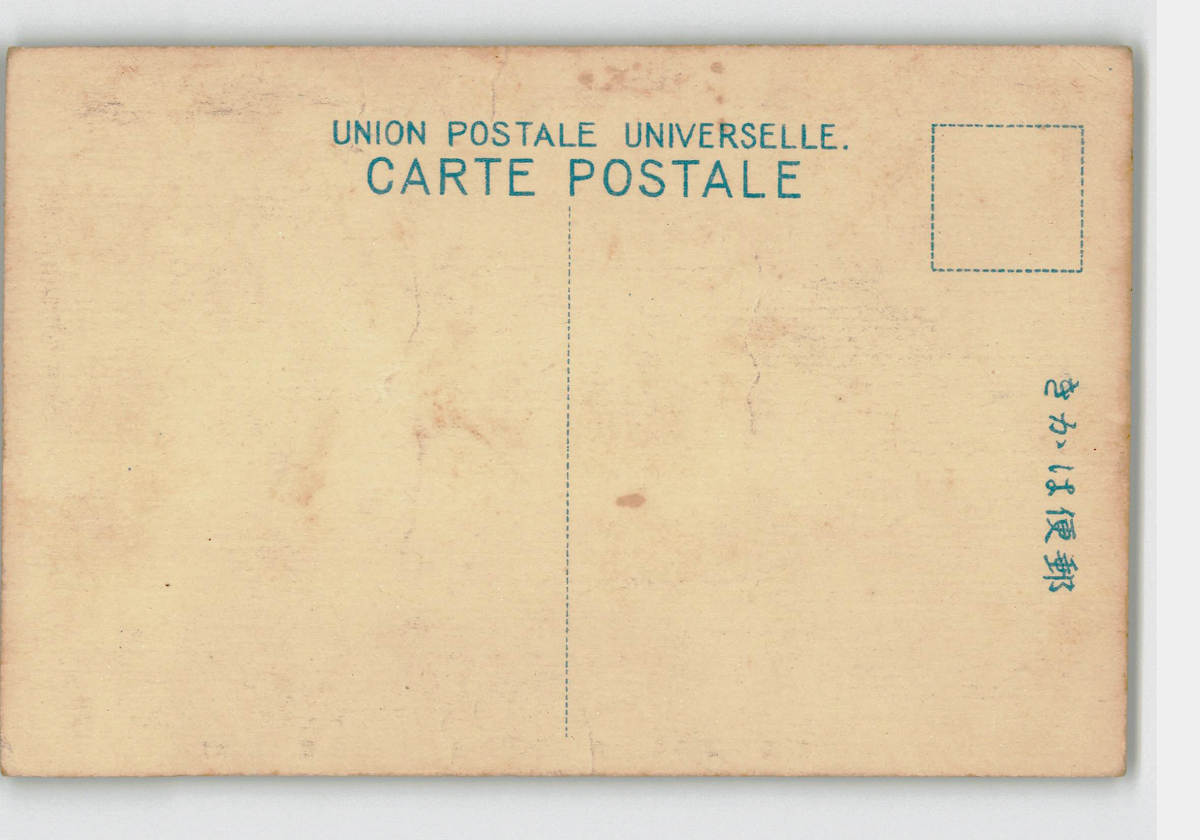 UNION POSTALE UNIVERSELLE.
CARTE POSTALE
郵便はかき